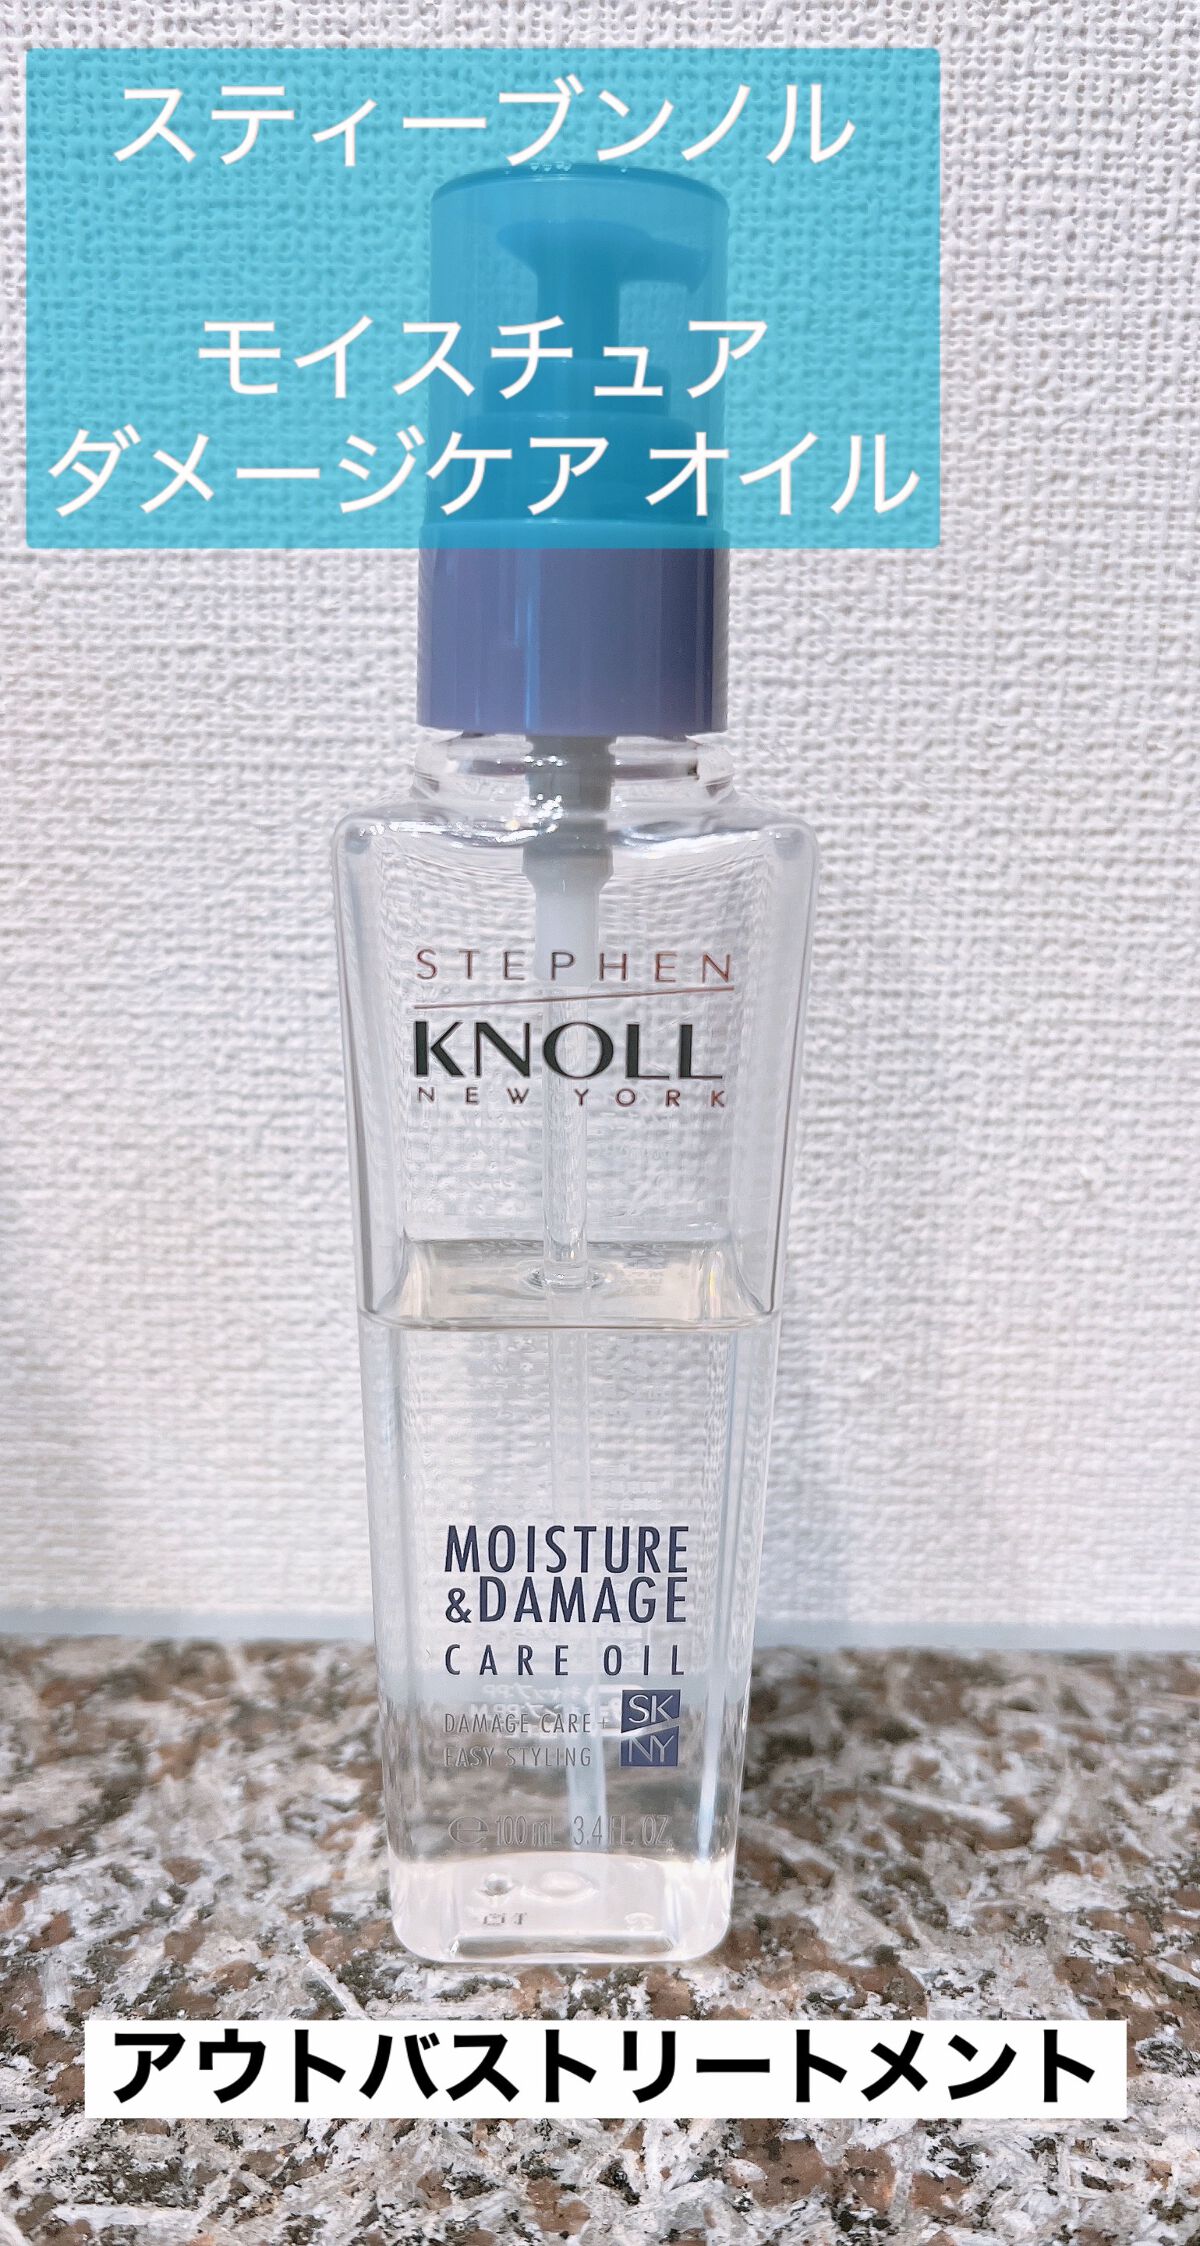 スティーブンノル
モイスチュア
ダメージケア オイル
STEPHEN
KNOLL
NEW YORK
MOISTURE
&DAMAGE
CARE OIL
DAMAGE CARE+
EASY STYLING
SK
NY
℮ 100mL 3.4 FL. OZ.
アウトバストリートメント